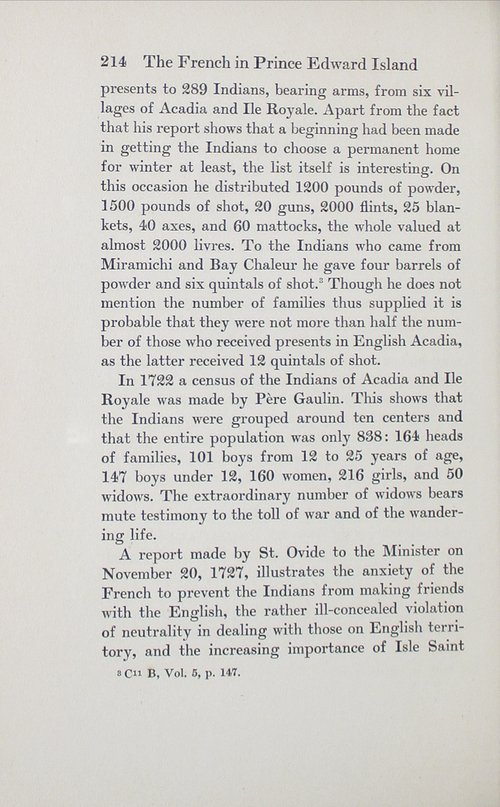 214 The French in Prince Edward Island
presents to 289 Indians, bearing arms, from six vil-
lages of Acadia and Ile Royale. Apart from the fact
that his report shows that a beginning had been made
in getting the Indians to choose a permanent home
for winter at least, the list itself is interesting. On
this occasion he distributed 1200 pounds of powder,
1500 pounds of shot, 20 guns, 2000 flints, 25 blan-
kets, 40 axes, and 60 mattocks, the whole valued at
almost 2000 livres. To the Indians who came from
Miramichi and Bay Chaleur he gave four barrels of
powder and six quintals of shot.³ Though he does not
mention the number of families thus supplied it is
probable that they were not more than half the num-
ber of those who received presents in English Acadia,
as the latter received 12 quintals of shot.
In 1722 a census of the Indians of Acadia and Ile
Royale was made by Père Gaulin. This shows that
the Indians were grouped around ten centers and
that the entire population was only 838: 164 heads
of families, 101 boys from 12 to 25 years of age,
147 boys under 12, 160 women, 216 girls, and 50
widows. The extraordinary number of widows bears
mute testimony to the toll of war and of the wander-
ing life.
A report made by St. Ovide to the Minister on
November 20, 1727, illustrates the anxiety of the
French to prevent the Indians from making friends
with the English, the rather ill-concealed violation
of neutrality in dealing with those on English terri-
tory, and the increasing importance of Isle Saint
³ C¹¹ B, Vol. 5, p. 147.